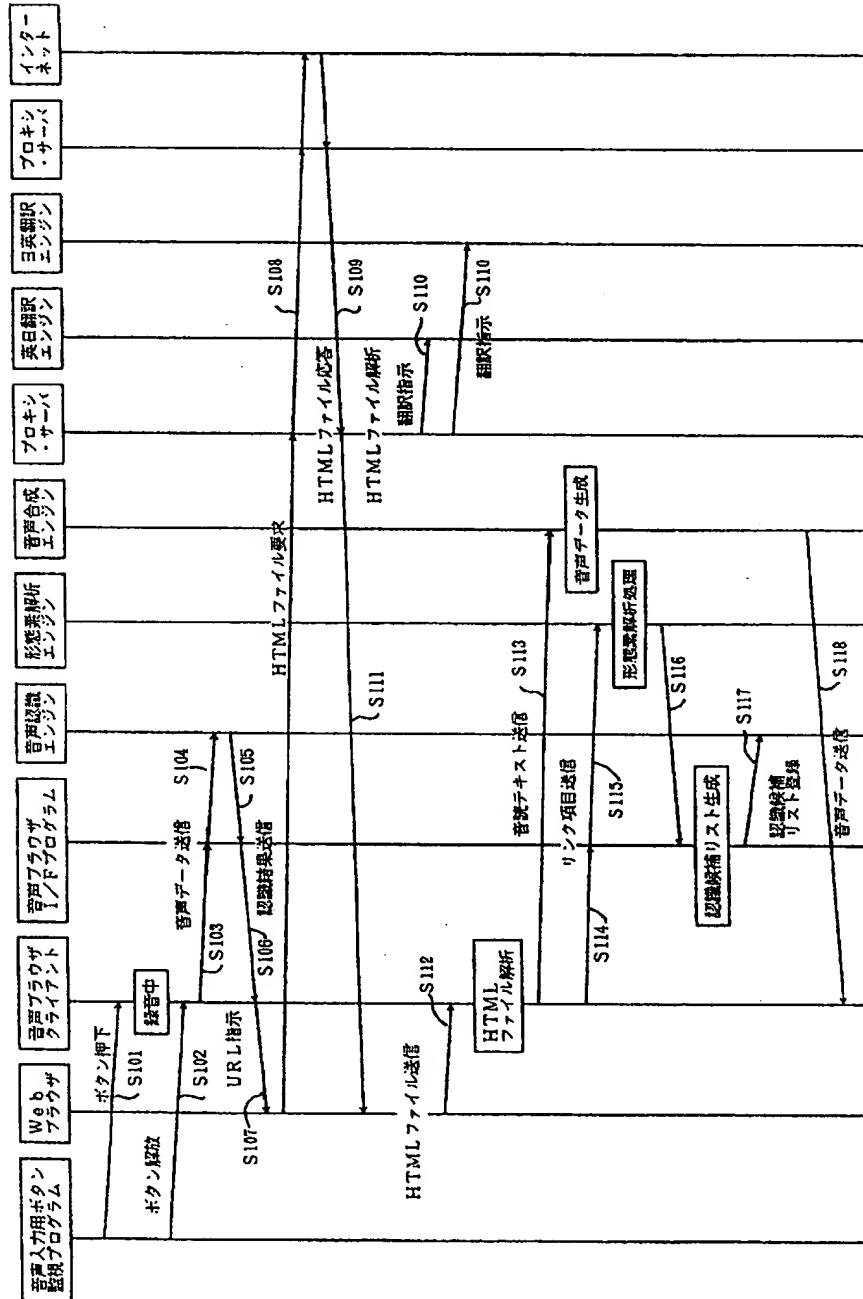 音声入力用ボタン
監視プログラム
Web
ブラウザ
音声ブラウザ
クライアント
音声ブラウザ
I/Dプログラム
音声認識
エンジン
形態素解析
エンジン
音声合成
エンジン
プロキシ
・サーバ
英日翻訳
エンジン
日英翻訳
エンジン
プロキシ
・サーバ
インター
ネット
ボタン押下
S101
録音中
ボタン解放
S102
音声データ送信
S103
S104
S105
認識結果送信
S106
URL指示
S107
HTMLファイル要求
S108
HTMLファイル応答
S109
HTMLファイル解析
翻訳指示
S110
翻訳指示
S110
S111
HTMLファイル送信
S112
HTML
ファイル解析
音読テキスト送信
S113
音声データ生成
リンク項目送信
S114
S115
形態素解析処理
S116
認識候補リスト生成
S117
認識候補
リスト登録
音声データ送信
S118